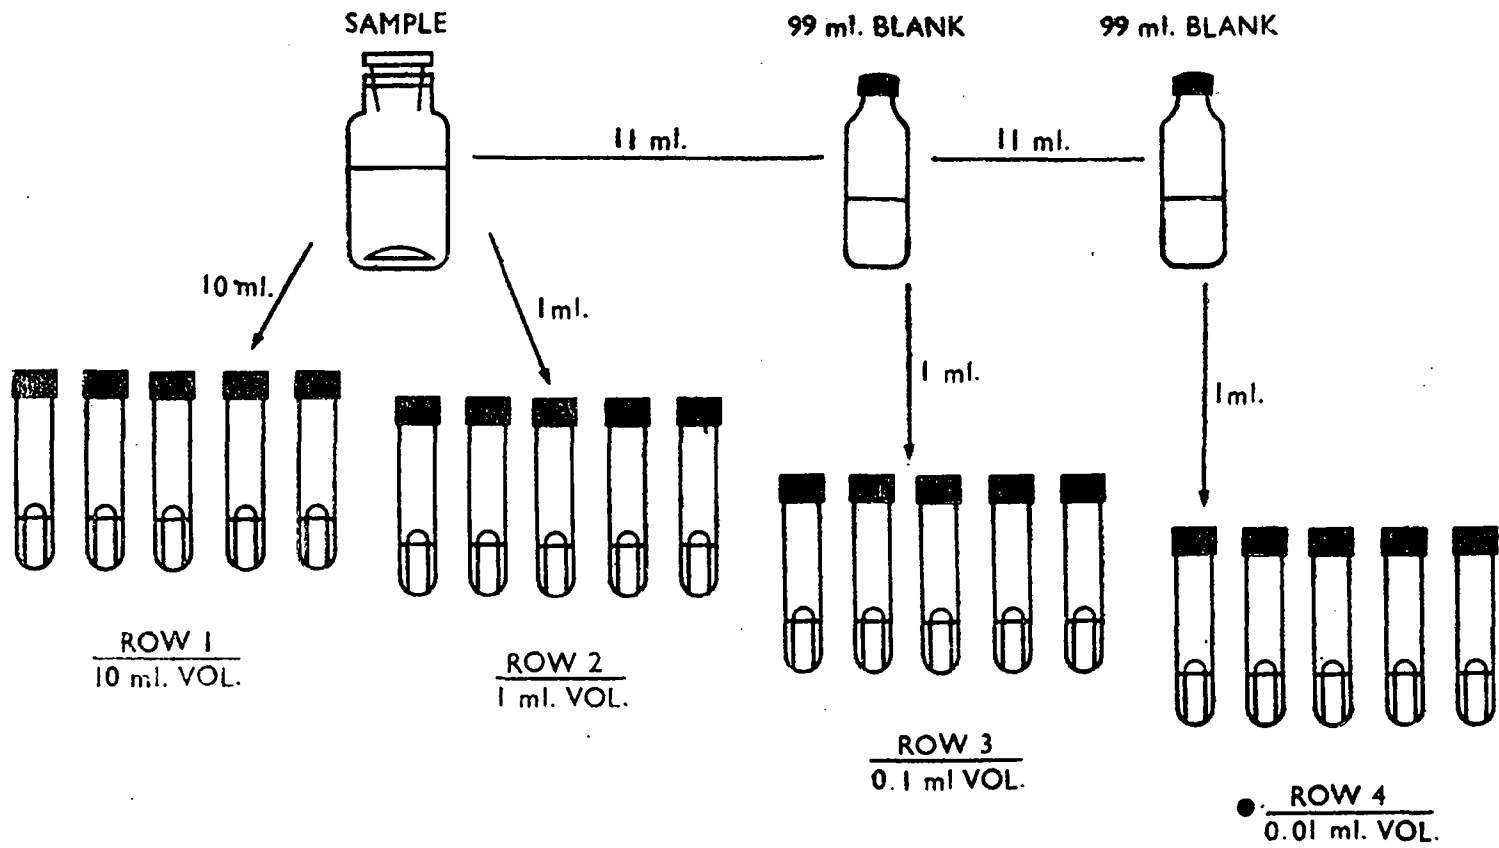 SAMPLE
99 ml. BLANK
99 ml. BLANK
11 ml.
11 ml.
10 ml.
1 ml.
1 ml.
1 ml.
ROW 1
10 ml. VOL.
ROW 2
1 ml. VOL.
ROW 3
0.1 ml VOL.
ROW 4
0.01 ml. VOL.